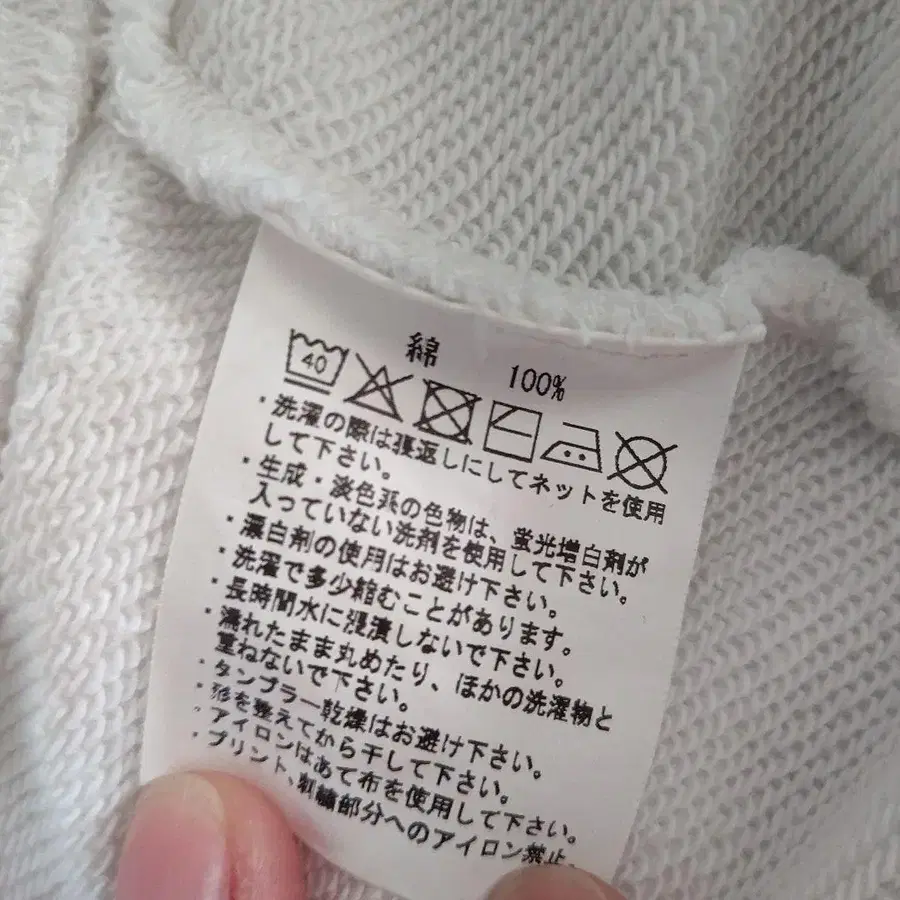 綿 100%
40
・洗濯の際は裏返しにしてネットを使用
して下さい。
・生成・淡色系の色物は、蛍光増白剤が
入っていない洗剤を使用して下さい。
・漂白剤の使用はお避け下さい。
・洗濯で多少縮むことがあります。
・長時間水に浸漬しないで下さい。
・濡れたまま丸めたり、ほかの洗濯物と
重ねないで下さい。
・タンブラー乾燥はお避け下さい。
・形を整えてから干して下さい。
・アイロンはあて布を使用して下さい。
・プリント、刺繍部分へのアイロン禁止。